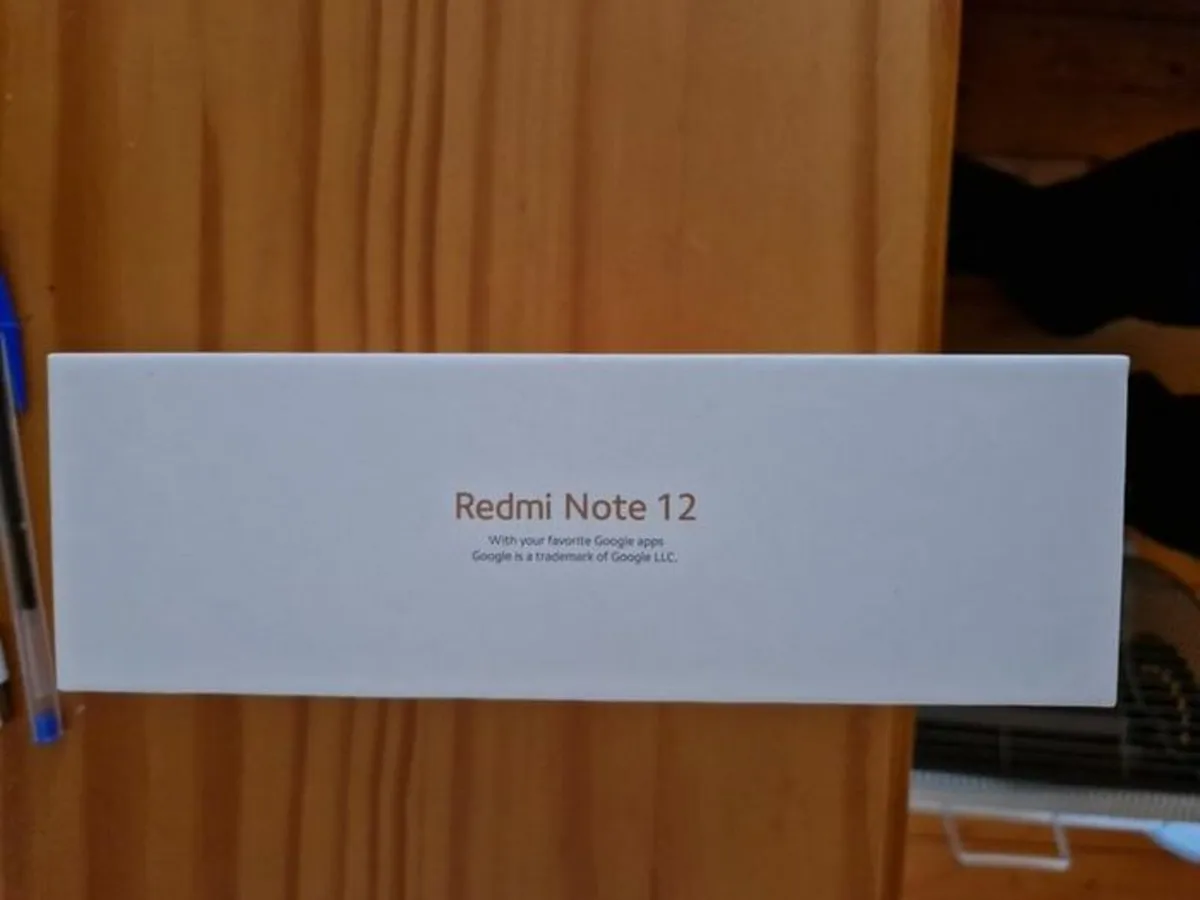 Redmi Note 12
With your favorite Google apps
Google is a trademark of Google LLC.